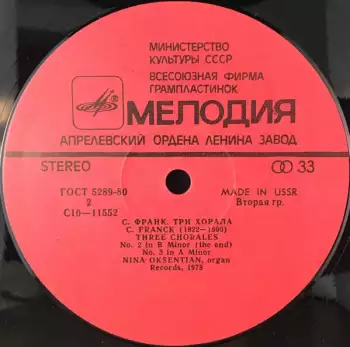 МИНИСТЕРСТВО
КУЛЬТУРЫ СССР
ВСЕСОЮЗНАЯ ФИРМА
ГРАМПЛАСТИНОК
МЕЛОДИЯ
АПРЕЛЕВСКИЙ ОРДЕНА ЛЕНИНА ЗАВОД
STEREO 33
ГОСТ 5289-80 MADE IN USSR
2 Вторая гр.
С10—11552
С. ФРАНК. ТРИ ХОРАЛА
C. FRANCK (1822—1890)
THREE CHORALES
No. 2 in B Minor (the end)
No. 3 in A Minor
NINA OKSENTIAN, organ
Records, 1978